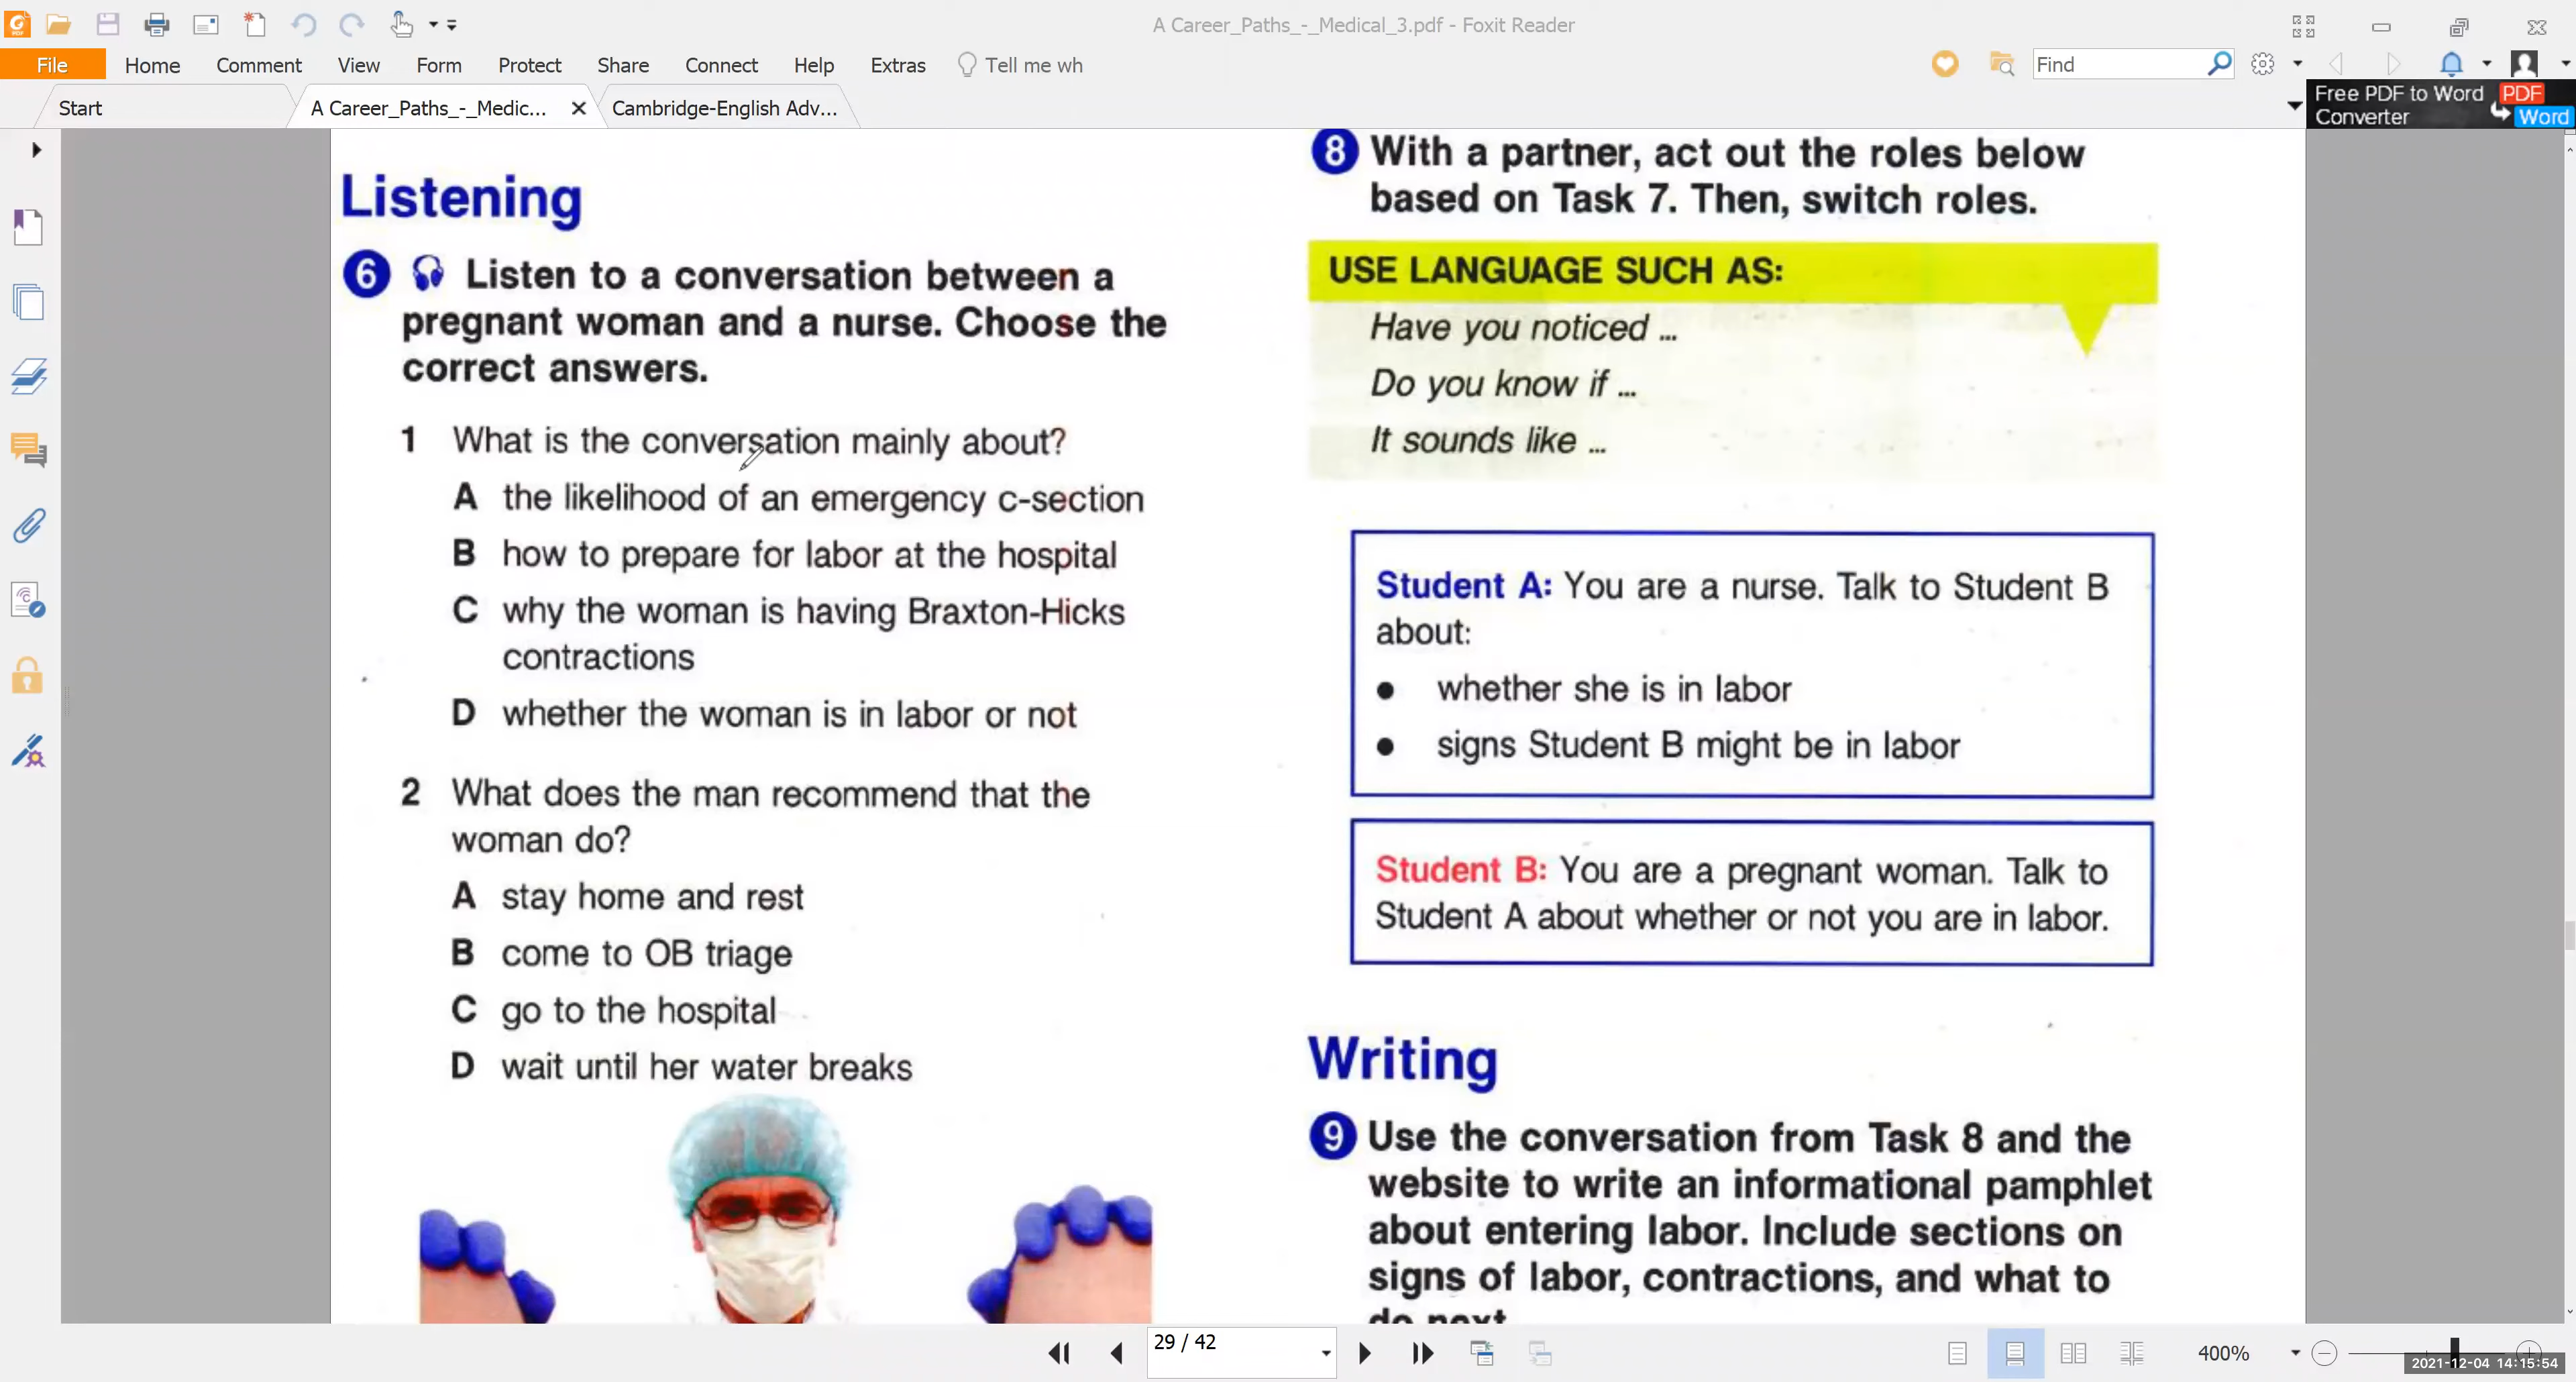 A Career_Paths_-_Medical_3.pdf - Foxit Reader
File Home Comment View Form Protect Share Connect Help Extras Tell me wh
Find
Start
A Career_Paths_-_Medic...
Cambridge-English Adv...
Free PDF to Word
Converter
PDF
Word
Listening
6 Listen to a conversation between a
pregnant woman and a nurse. Choose the
correct answers.
1 What is the conversation mainly about?
A the likelihood of an emergency c-section
B how to prepare for labor at the hospital
C why the woman is having Braxton-Hicks
contractions
D whether the woman is in labor or not
2 What does the man recommend that the
woman do?
A stay home and rest
B come to OB triage
C go to the hospital
D wait until her water breaks
8 With a partner, act out the roles below
based on Task 7. Then, switch roles.
USE LANGUAGE SUCH AS:
Have you noticed ...
Do you know if ...
It sounds like ...
Student A: You are a nurse. Talk to Student B
about:
• whether she is in labor
• signs Student B might be in labor
Student B: You are a pregnant woman. Talk to
Student A about whether or not you are in labor.
Writing
9 Use the conversation from Task 8 and the
website to write an informational pamphlet
about entering labor. Include sections on
signs of labor, contractions, and what to
do next
29 / 42
400%
2021-12-04 14:15:54